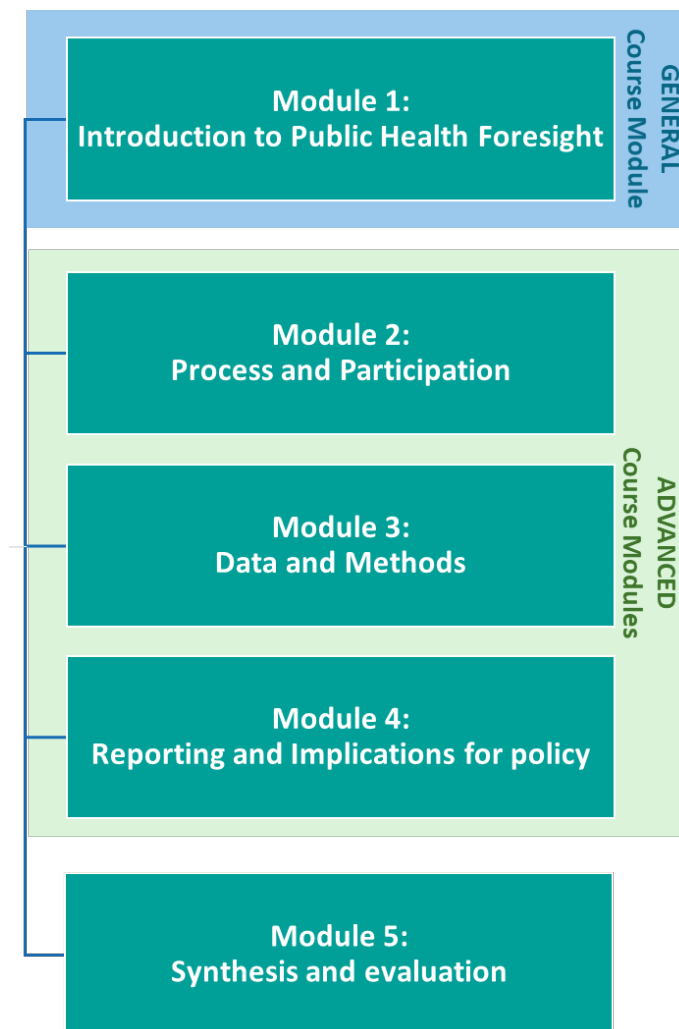 Module 1:
Introduction to Public Health Foresight
GENERAL
Course Module
Module 2:
Process and Participation
Module 3:
Data and Methods
Module 4:
Reporting and Implications for policy
ADVANCED
Course Modules
Module 5:
Synthesis and evaluation